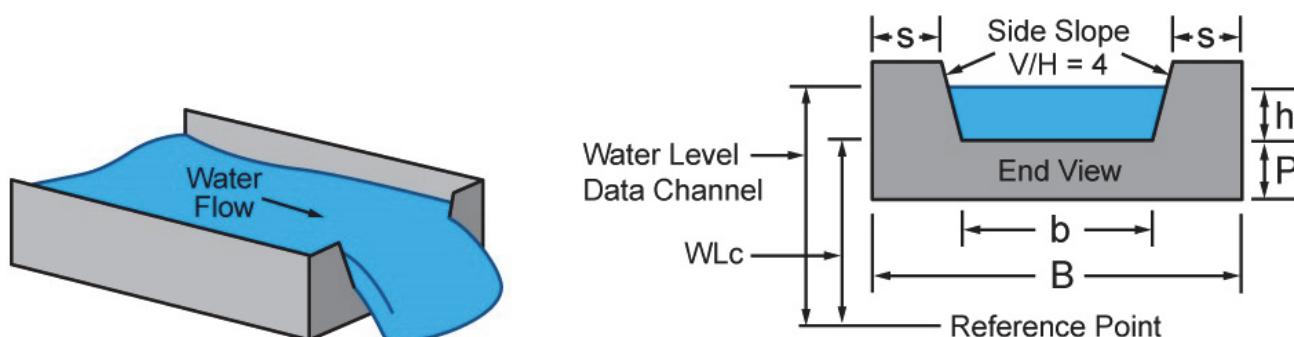 Water
Flow
s
Side Slope
V/H = 4
s
Water Level
Data Channel
WLc
h
End View
P
b
B
Reference Point